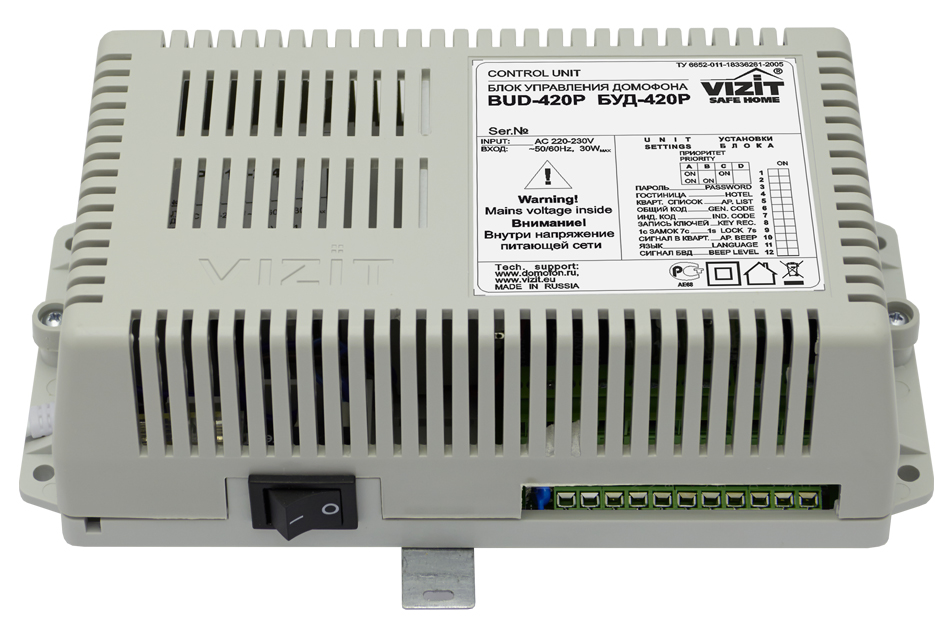 CONTROL UNIT
ТУ 6652-011-18336281-2005
БЛОК УПРАВЛЕНИЯ ДОМОФОНА
BUD-420P БУД-420Р
VIZIT ®
SAFE HOME
Ser.№
INPUT: AC 220-230V
ВХОД: ~50/60Hz, 30WMAX
Warning!
Mains voltage inside
Внимание!
Внутри напряжение
питающей сети
UNIT УСТАНОВКИ
SETTINGS БЛОКА
ПРИОРИТЕТ
PRIORITY
ON
A B C D
ON ON 1
ON ON 2
ПАРОЛЬ PASSWORD 3
ГОСТИНИЦА HOTEL 4
КВАРТ. СПИСОК AP. LIST 5
ОБЩИЙ КОД GEN. CODE 6
ИНД. КОД IND. CODE 7
ЗАПИСЬ КЛЮЧЕЙ KEY REC. 8
1с ЗАМОК 7с 1s LOCK 7s 9
СИГНАЛ В КВАРТ. AP. BEEP 10
ЯЗЫК LANGUAGE 11
СИГНАЛ БВД BEEP LEVEL 12
Tech. support:
www.domofon.ru,
www.vizit.eu
MADE IN RUSSIA
АЕ68
VIZIT